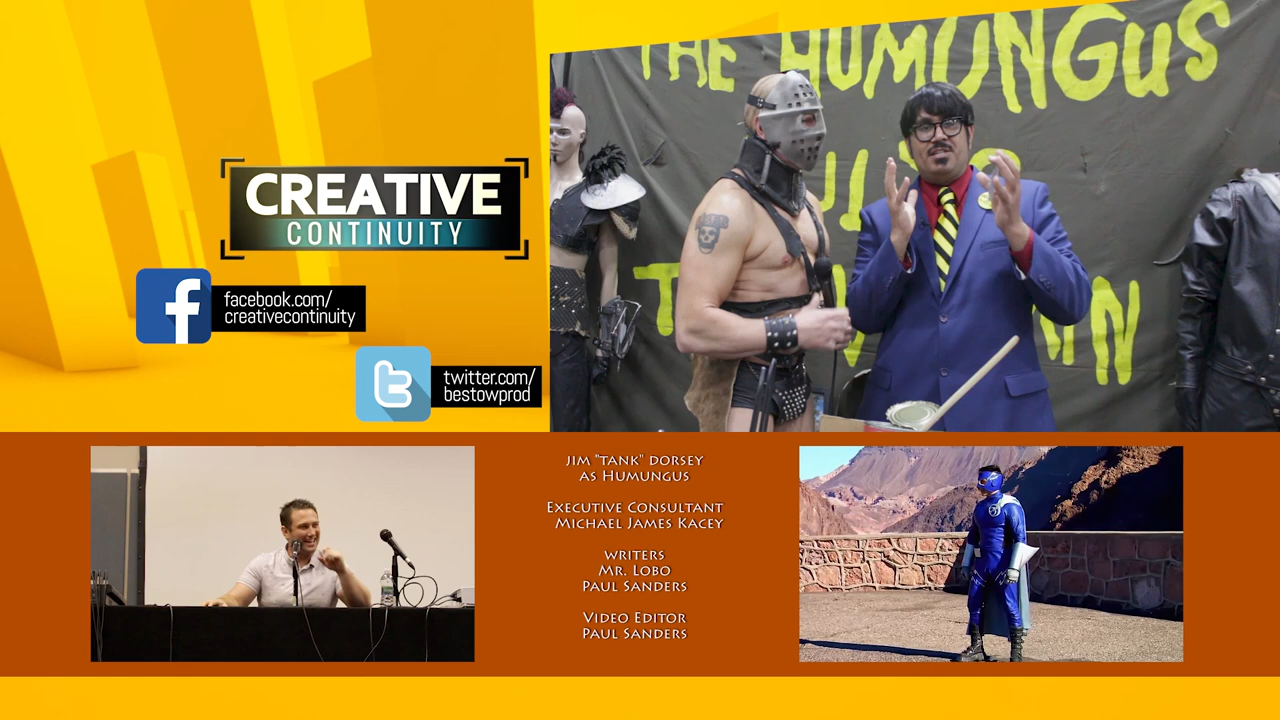 THE HUMUNGUS
CREATIVE
CONTINUITY
facebook.com/
creativecontinuity
twitter.com/
bestowprod
JIM "TANK" DORSEY
AS HUMUNGUS
EXECUTIVE CONSULTANT
MICHAEL JAMES KACEY
WRITERS
MR. LOBO
PAUL SANDERS
VIDEO EDITOR
PAUL SANDERS